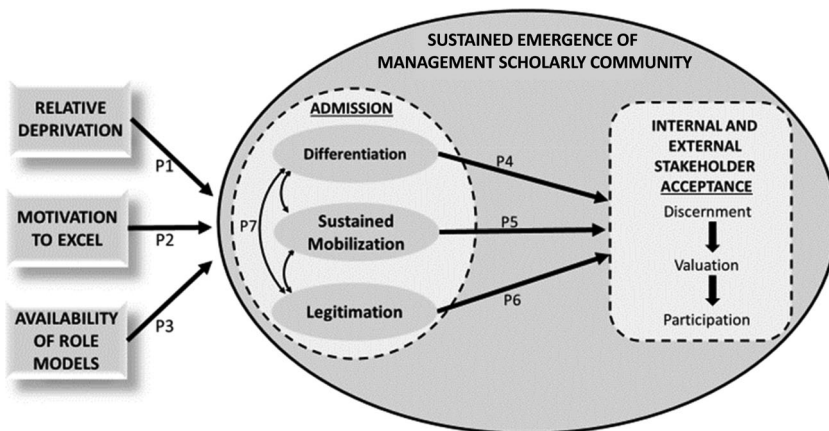 SUSTAINED EMERGENCE OF
MANAGEMENT SCHOLARLY COMMUNITY
RELATIVE
DEPRIVATION
P1
MOTIVATION
TO EXCEL
P2
AVAILABILITY
OF ROLE
MODELS
P3
ADMISSION
Differentiation
P7
Sustained
Mobilization
Legitimation
P4
P5
P6
INTERNAL AND
EXTERNAL
STAKEHOLDER
ACCEPTANCE
Discernment
Valuation
Participation